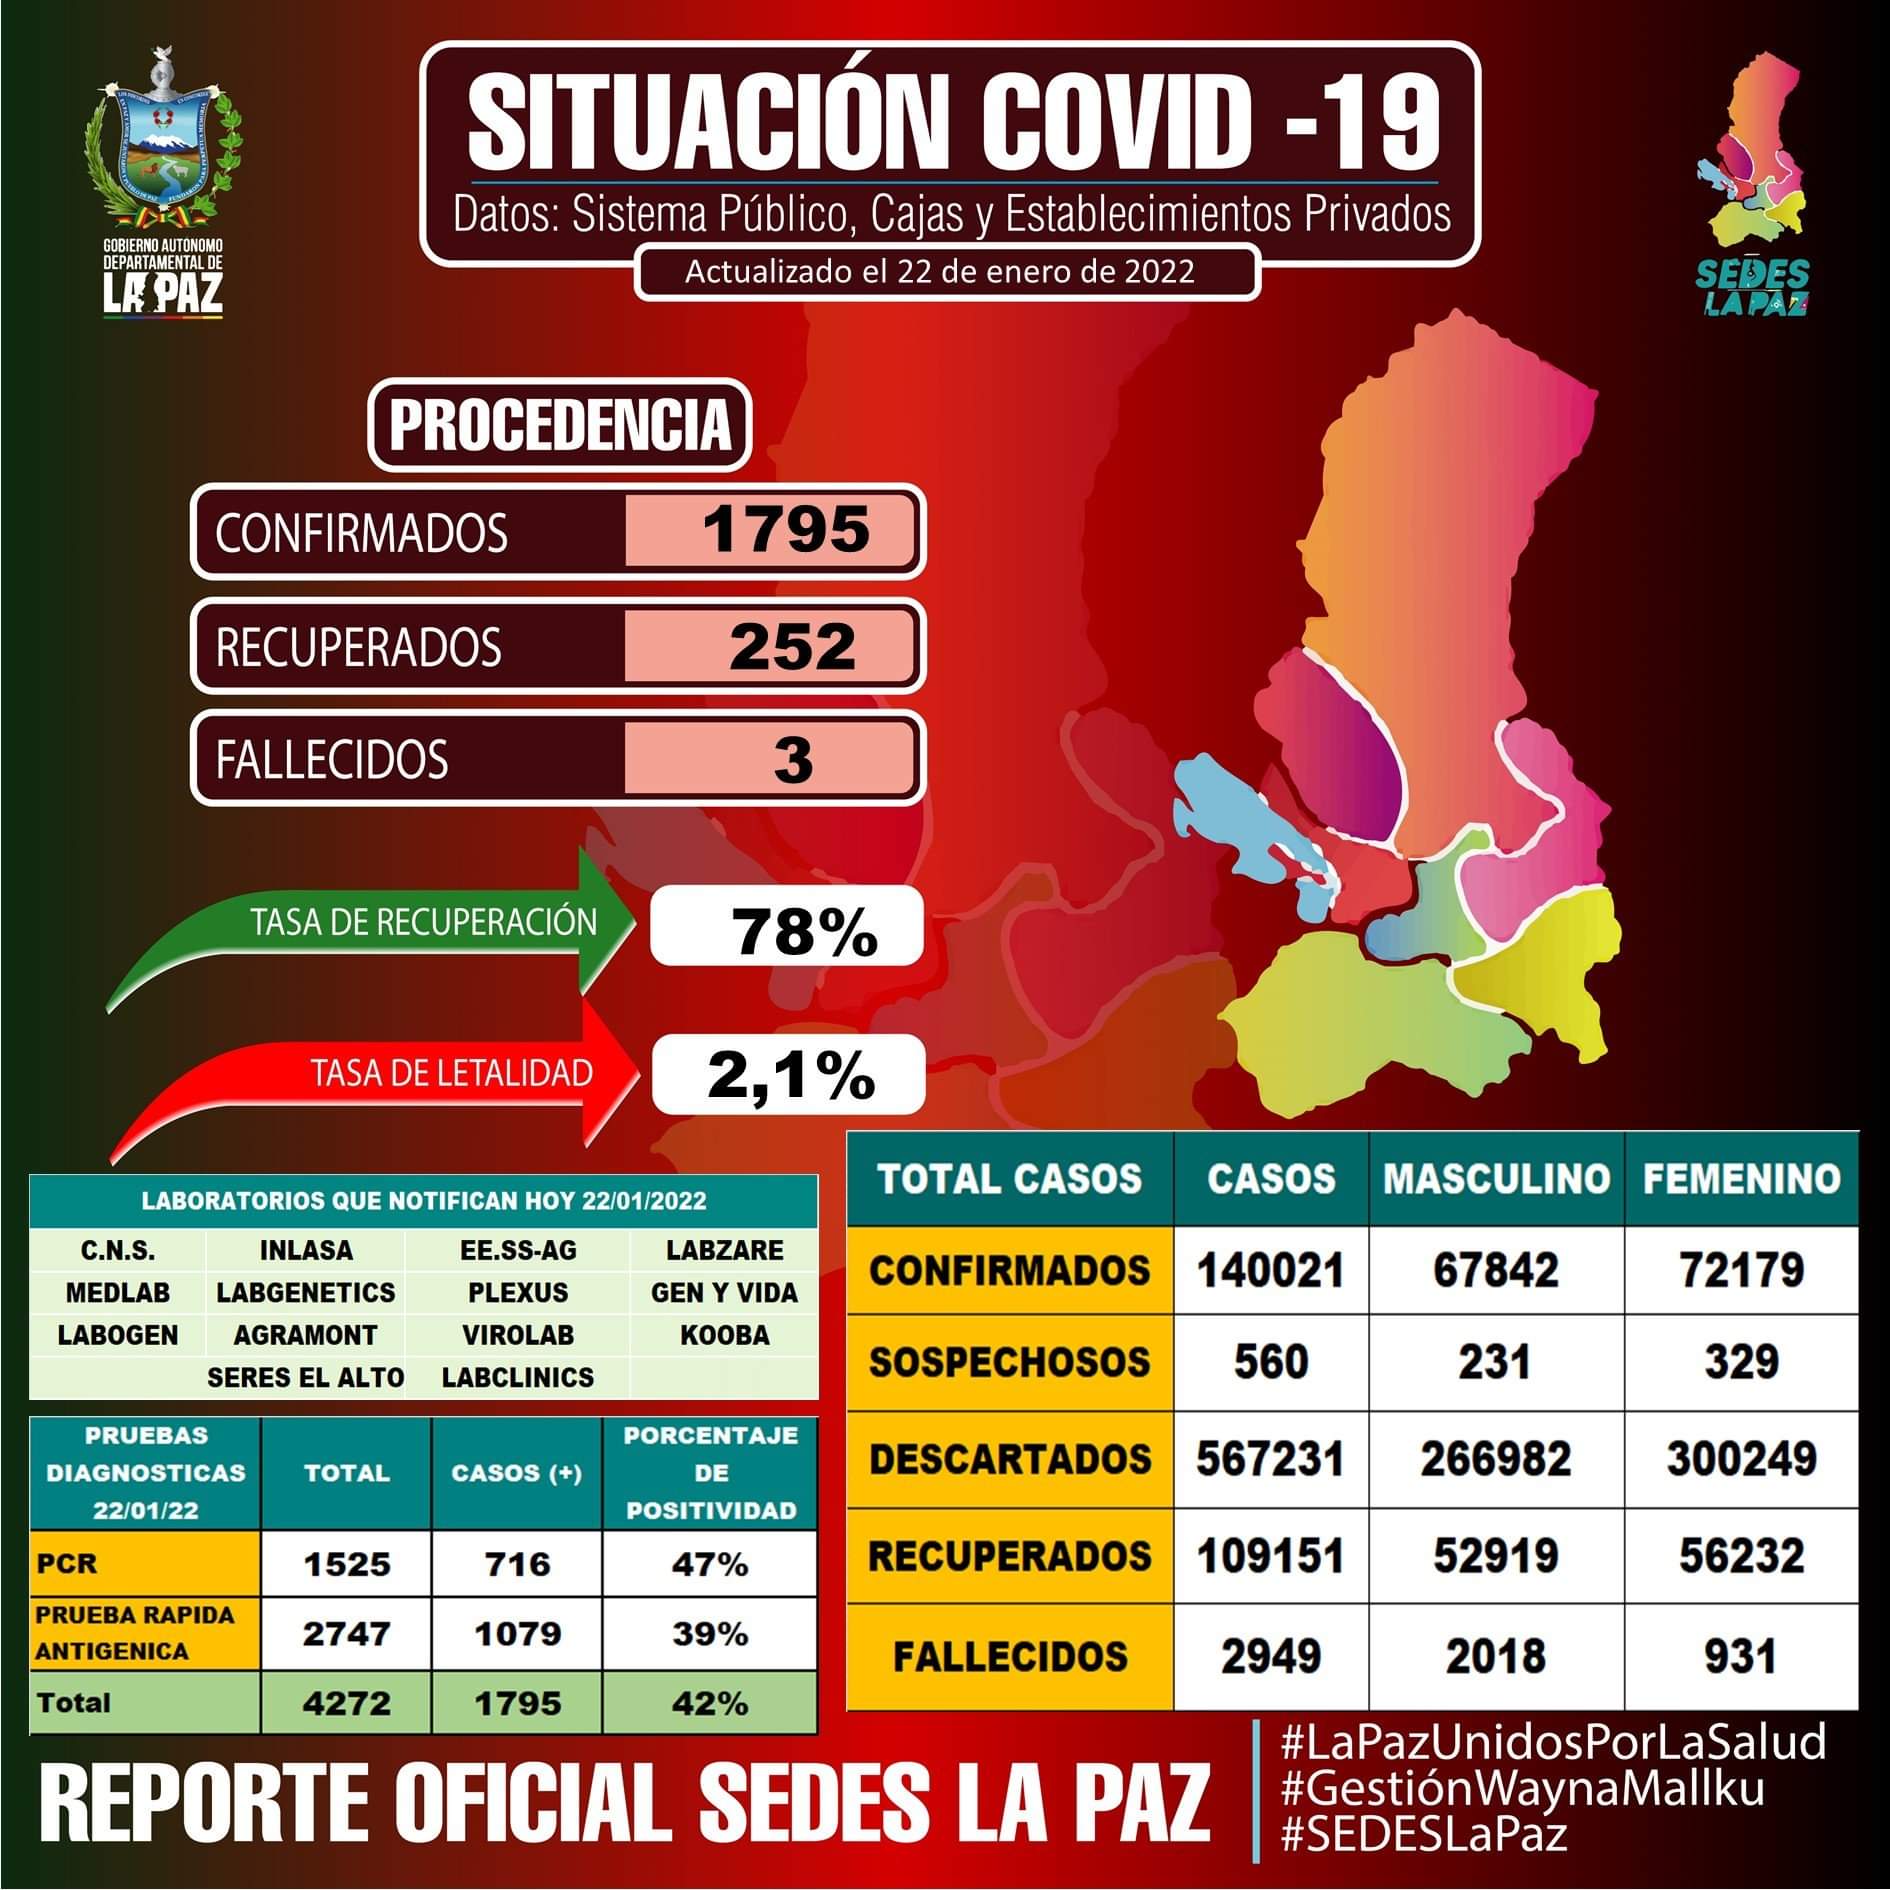 SITUACIÓN COVID -19
Datos: Sistema Público, Cajas y Establecimientos Privados
Actualizado el 22 de enero de 2022
GOBIERNO AUTÓNOMO
DEPARTAMENTAL DE
LA PAZ
SEDES
LA PAZ
PROCEDENCIA
CONFIRMADOS 1795
RECUPERADOS 252
FALLECIDOS 3
TASA DE RECUPERACIÓN 78%
TASA DE LETALIDAD 2,1%
LABORATORIOS QUE NOTIFICAN HOY 22/01/2022
C.N.S. INLASA EE.SS-AG LABZARE
MEDLAB LABGENETICS PLEXUS GEN Y VIDA
LABOGEN AGRAMONT VIROLAB KOOBA
SERES EL ALTO LABCLINICS
PRUEBAS
DIAGNOSTICAS
22/01/22
TOTAL
CASOS (+)
PORCENTAJE
DE
POSITIVIDAD
PCR 1525 716 47%
PRUEBA RAPIDA
ANTIGENICA
2747 1079 39%
Total 4272 1795 42%
TOTAL CASOS CASOS MASCULINO FEMENINO
CONFIRMADOS 140021 67842 72179
SOSPECHOSOS 560 231 329
DESCARTADOS 567231 266982 300249
RECUPERADOS 109151 52919 56232
FALLECIDOS 2949 2018 931
REPORTE OFICIAL SEDES LA PAZ
#LaPazUnidosPorLaSalud
#GestiónWaynaMallku
#SEDESLaPaz